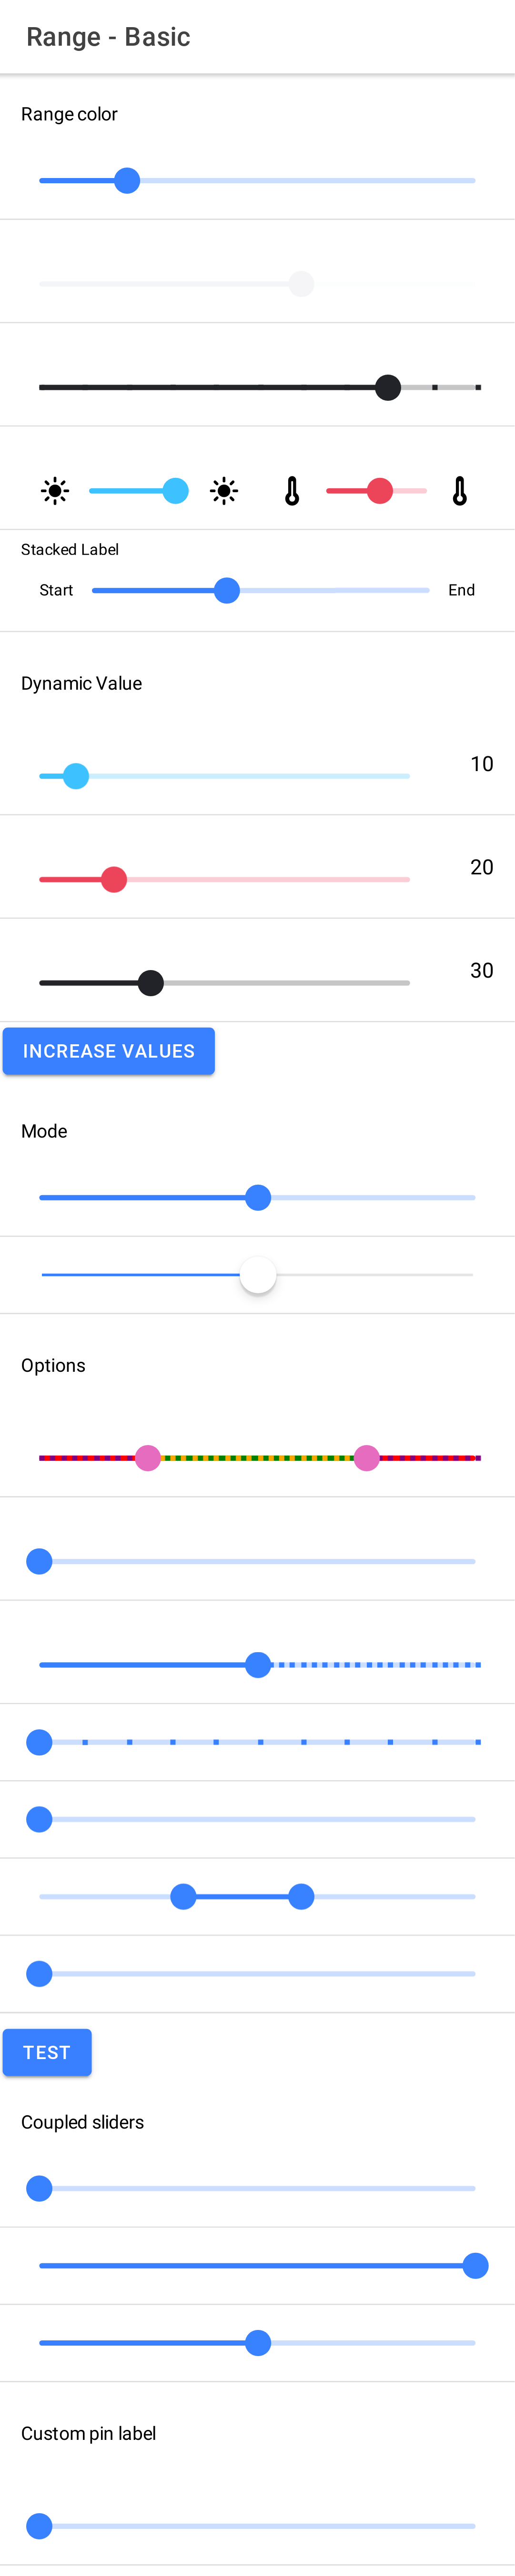 Range - Basic
Range color
Stacked Label
Start End
Dynamic Value
10
20
30
INCREASE VALUES
Mode
Options
TEST
Coupled sliders
Custom pin label